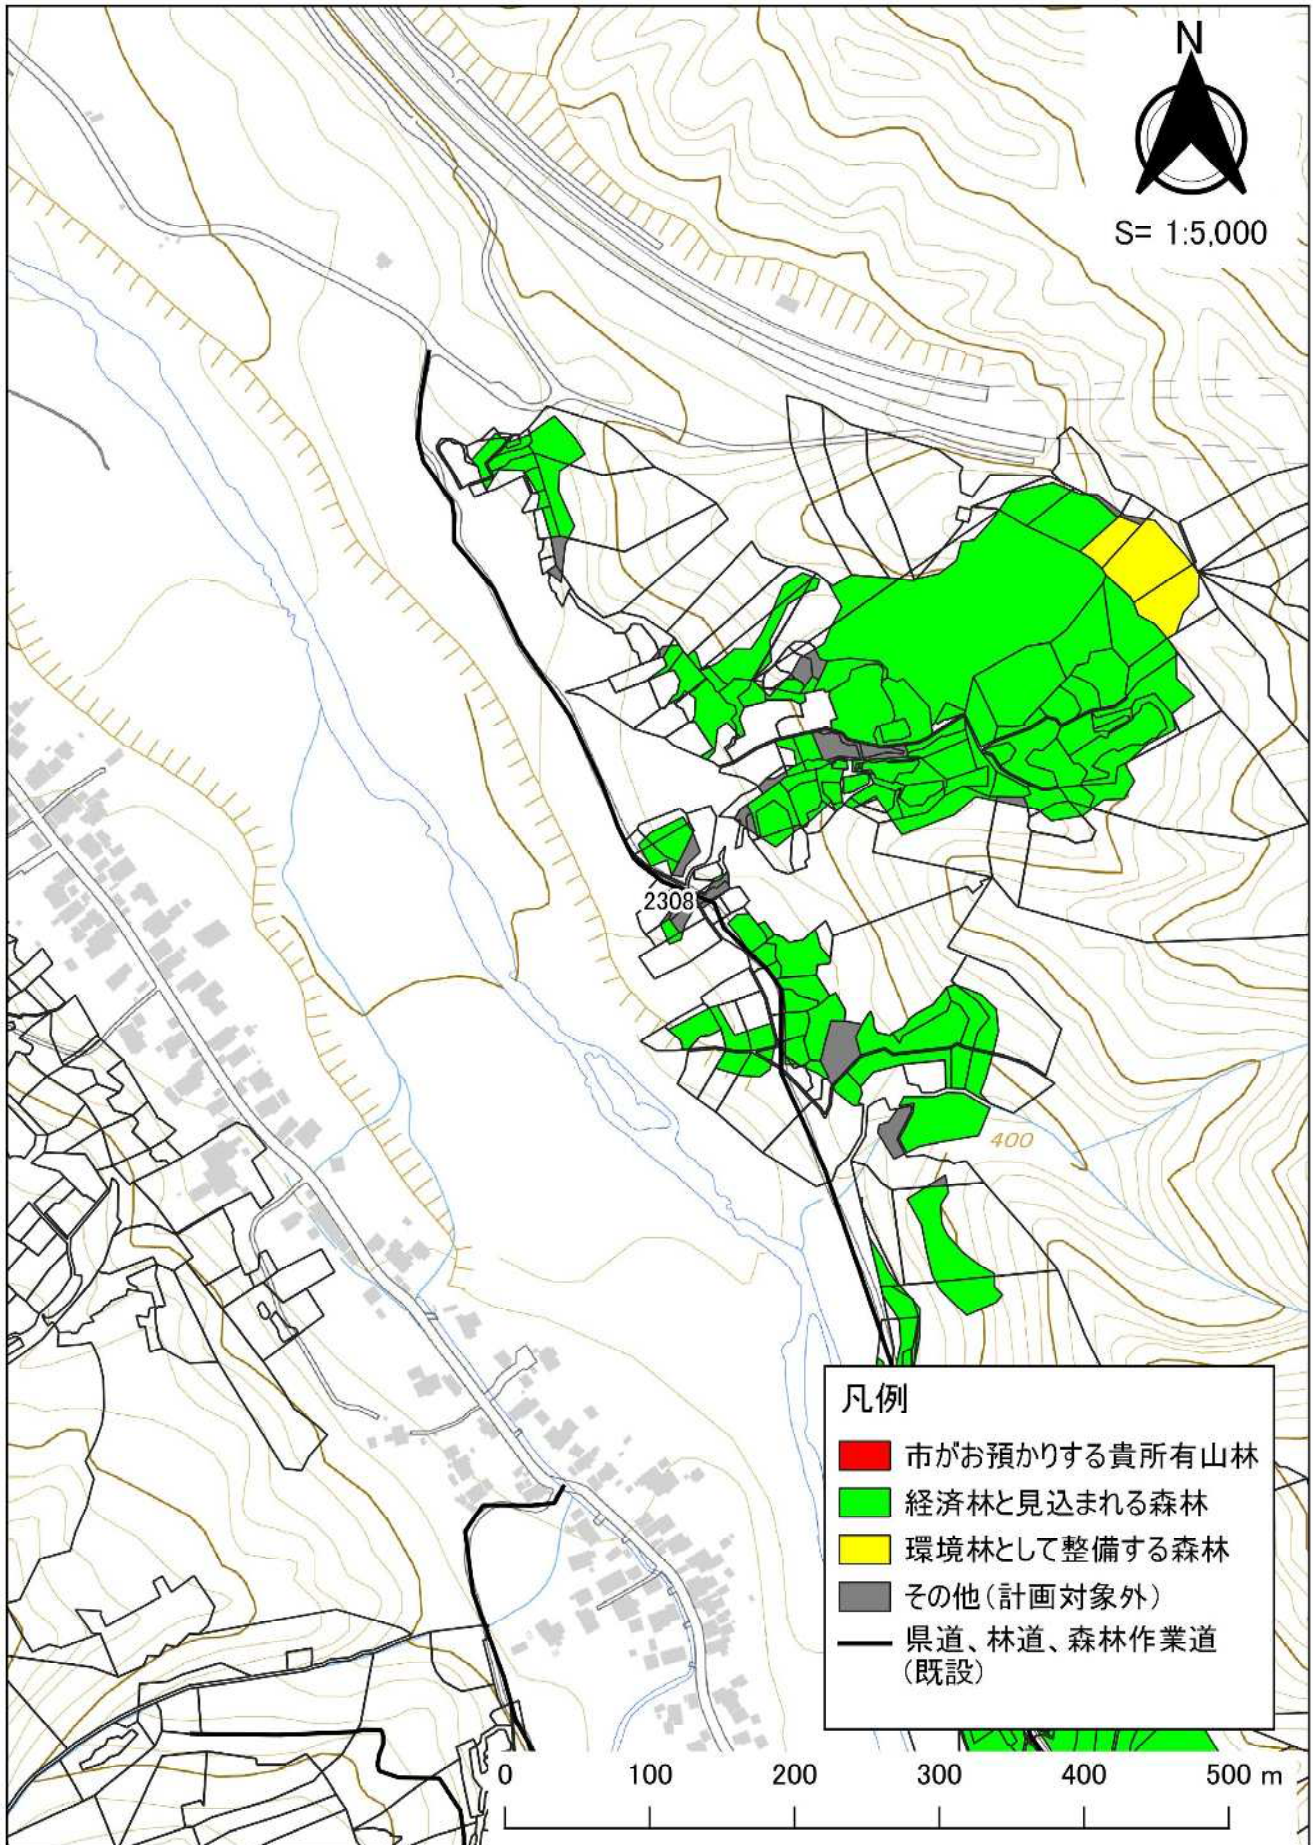 N
S= 1:5,000
2308
400
凡例
市がお預かりする貴所有山林
経済林と見込まれる森林
環境林として整備する森林
その他(計画対象外)
県道、林道、森林作業道
(既設)
0 100 200 300 400 500 m